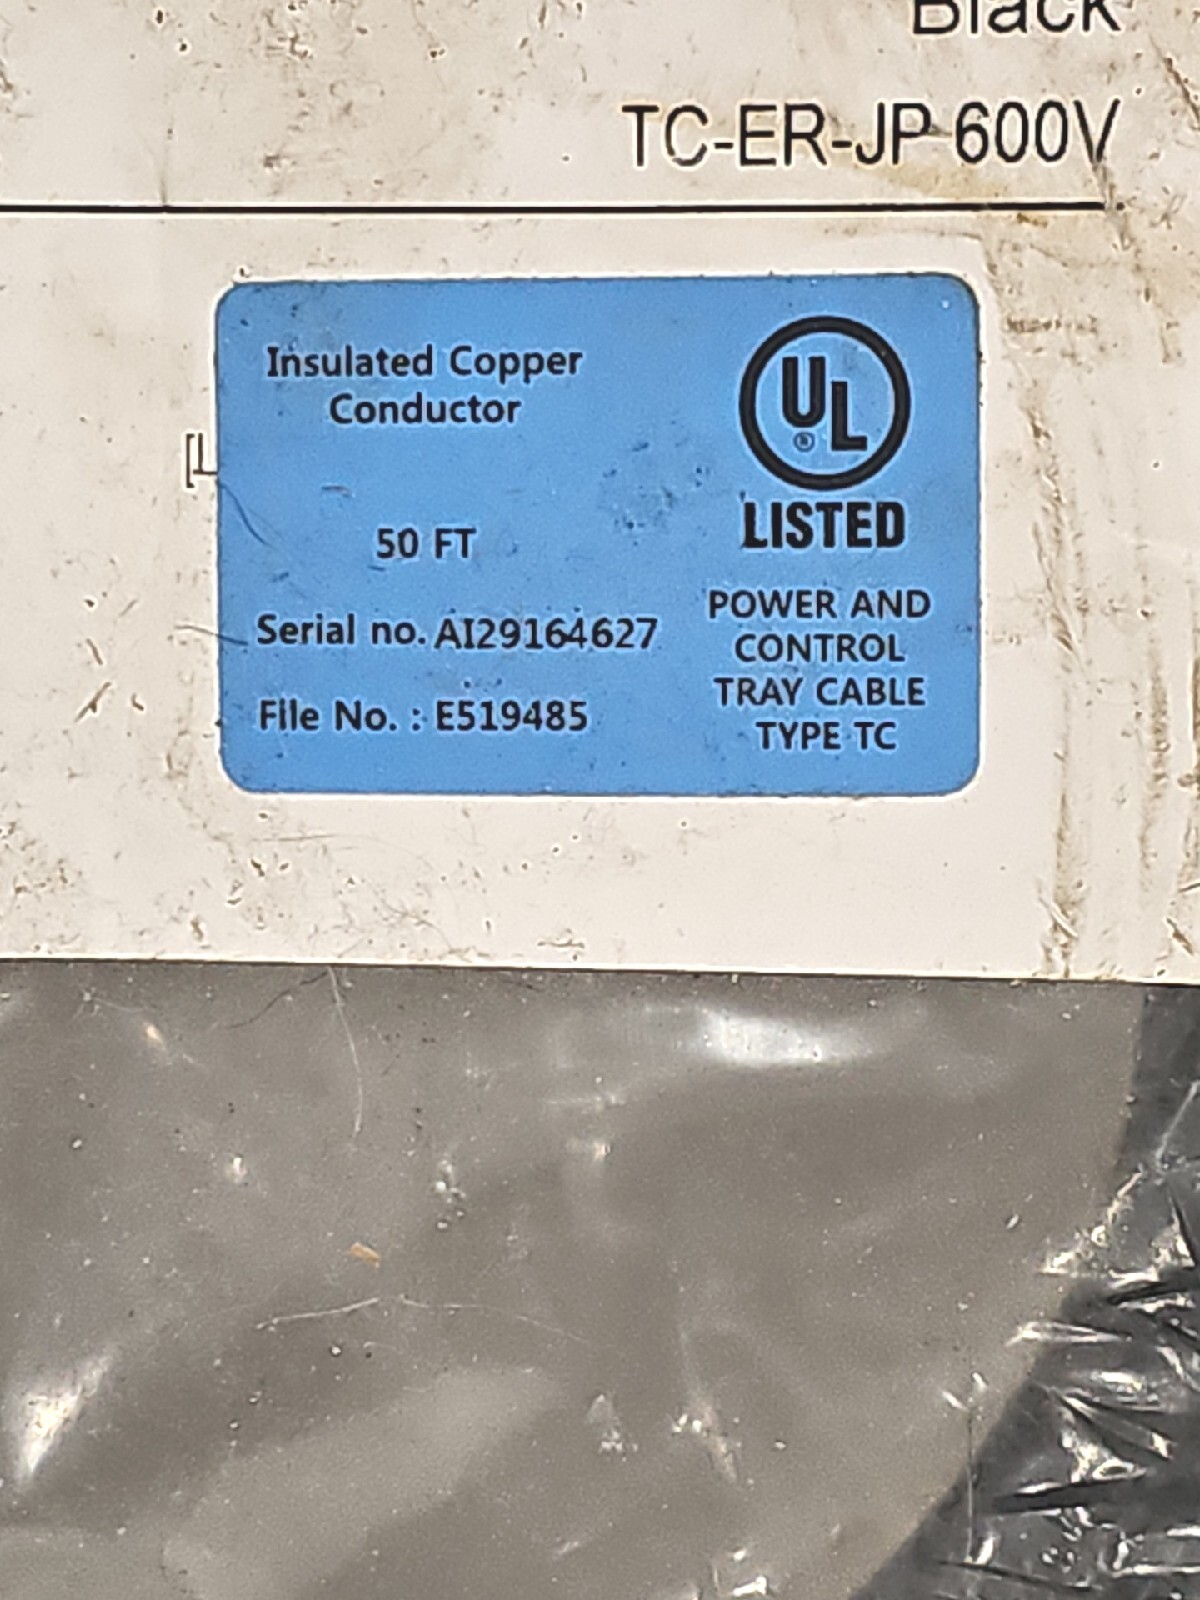 Black
TC-ER-JP 600V
Insulated Copper
Conductor
50 FT
Serial no. AI29164627
File No. : E519485
UL
®
LISTED
POWER AND
CONTROL
TRAY CABLE
TYPE TC